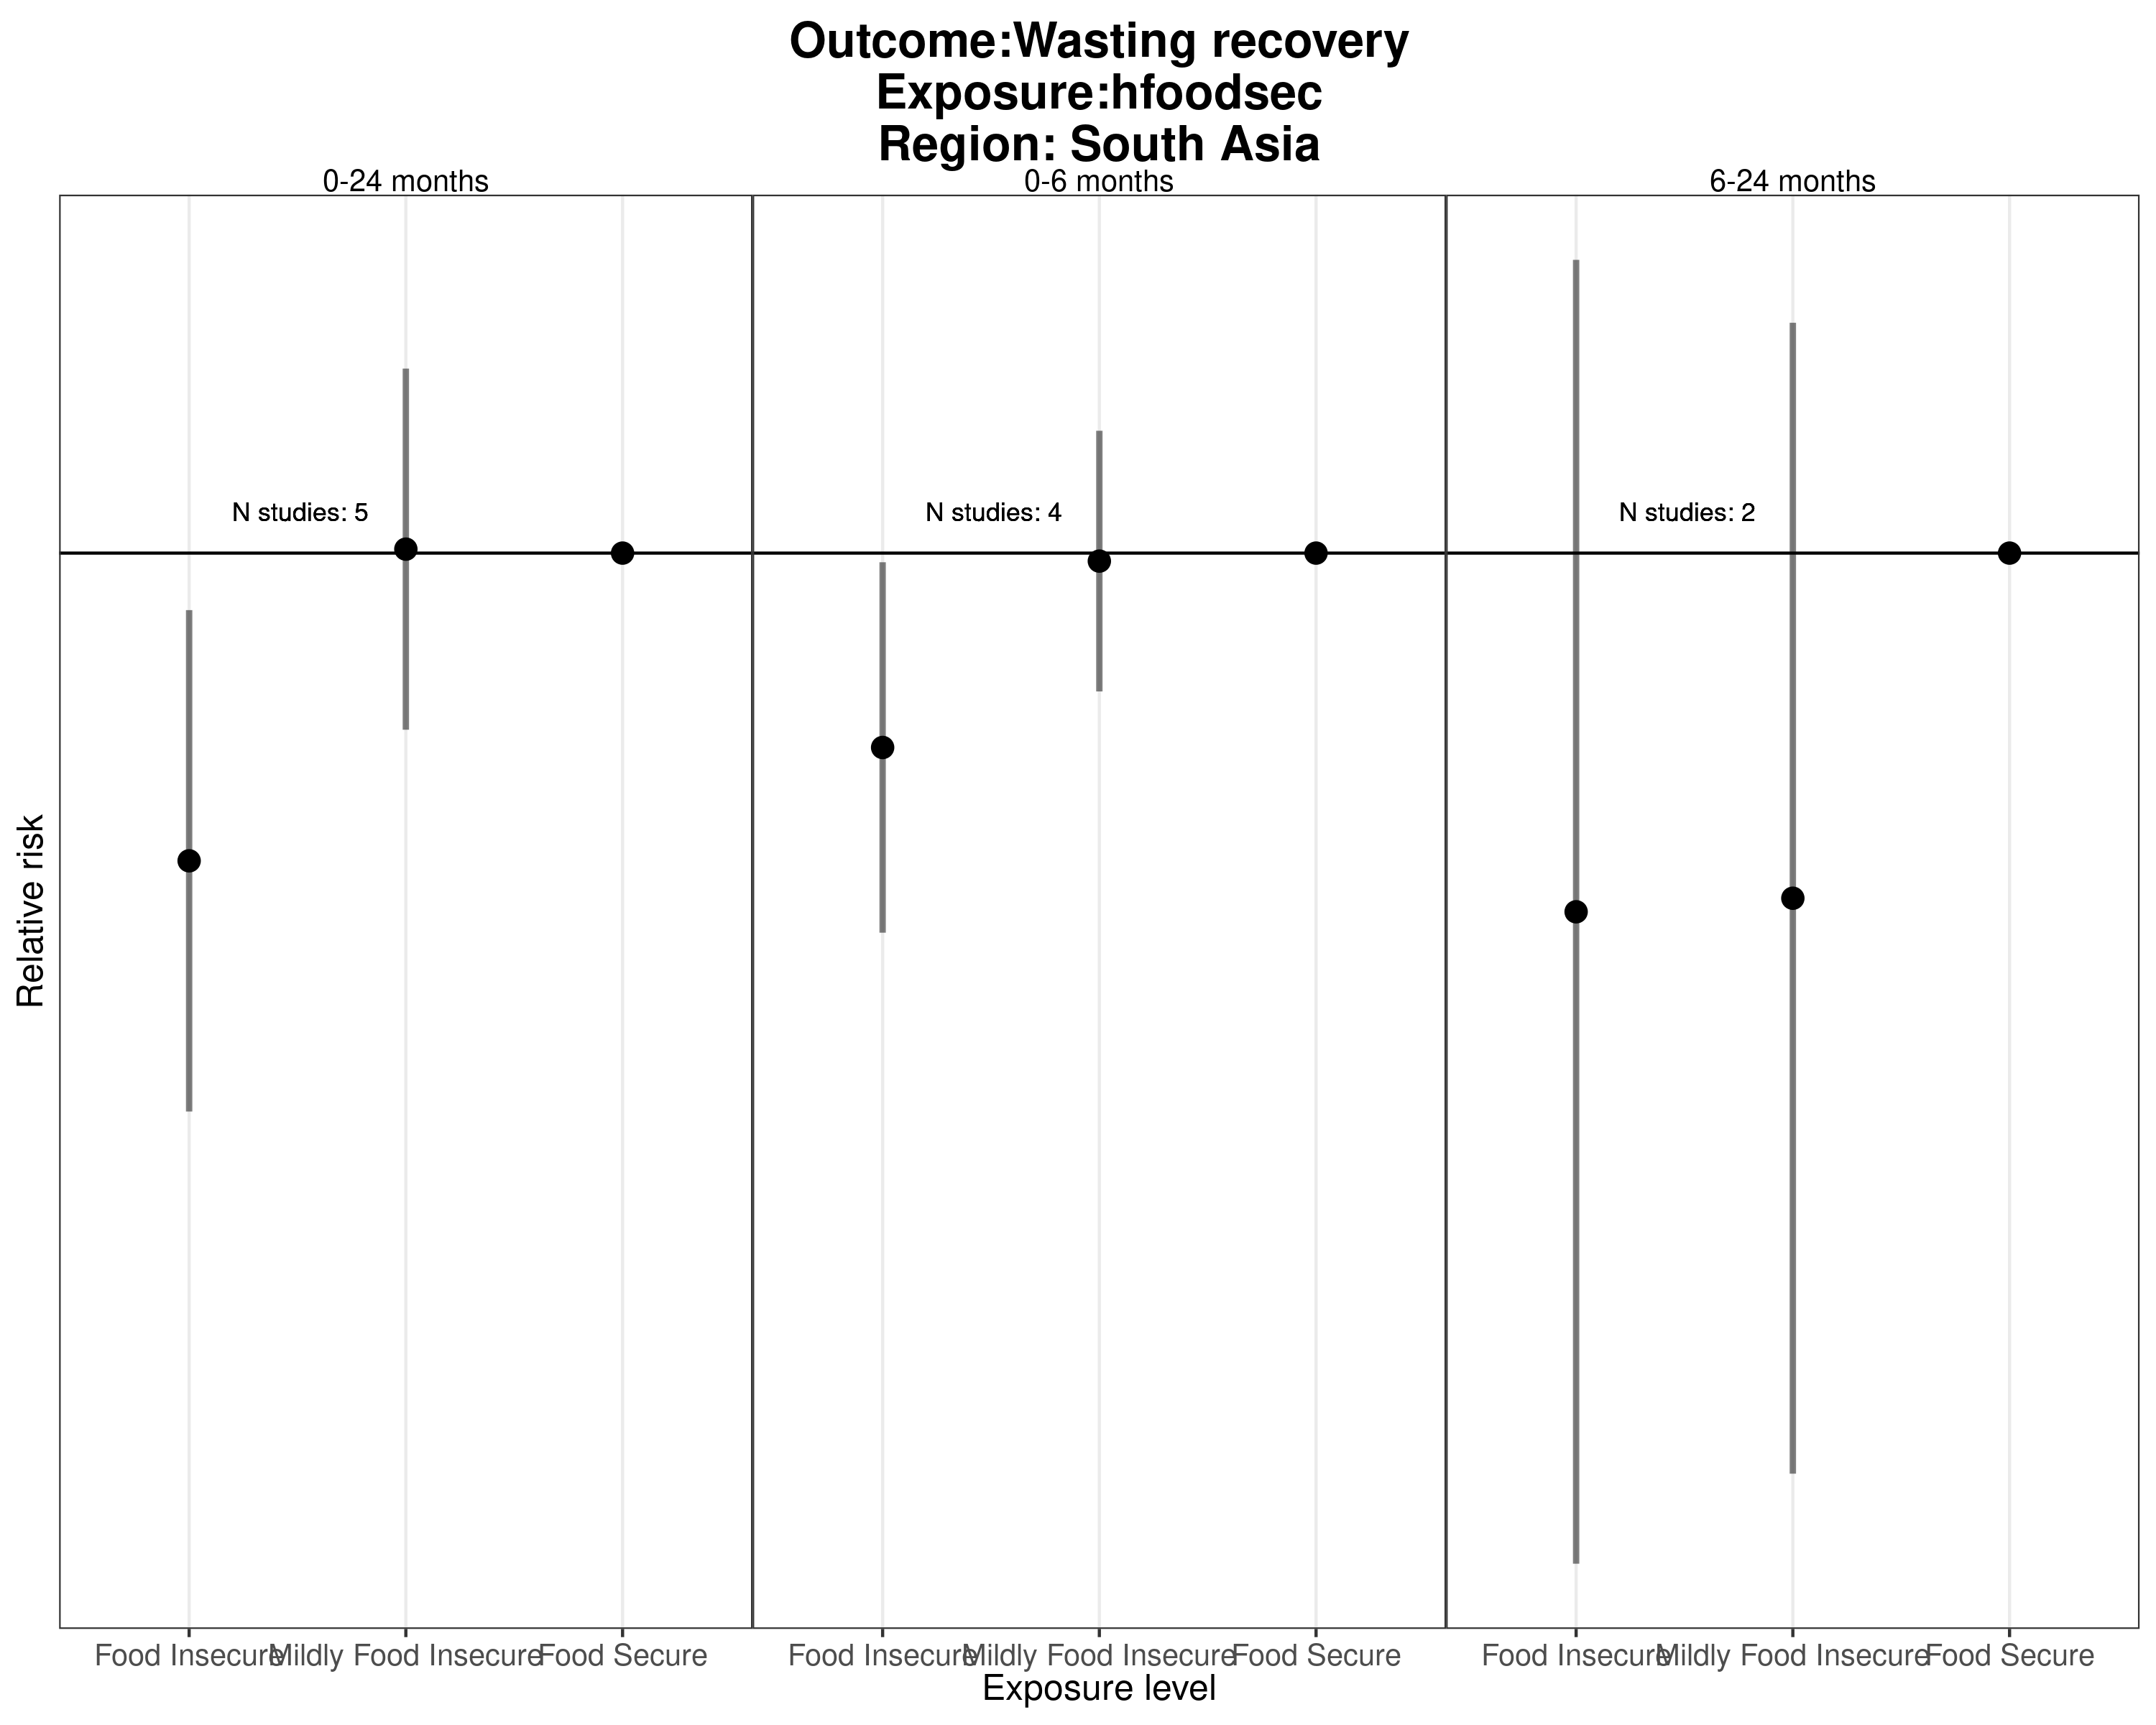 Outcome:Wasting recovery
Exposure:hfoodsec
Region: South Asia
0-24 months
0-6 months
6-24 months
N studies: 5
N studies: 4
N studies: 2
Relative risk
Food Insecure Mildly Food Insecure Food Secure
Food Insecure Mildly Food Insecure Food Secure
Food Insecure Mildly Food Insecure Food Secure
Exposure level